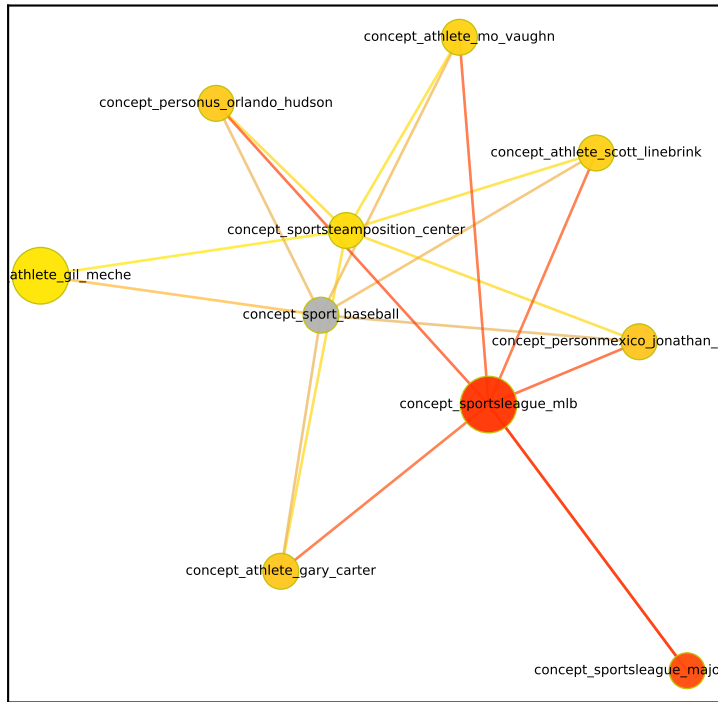 concept_athlete_mo_vaughn
concept_personus_orlando_hudson
concept_athlete_scott_linebrink
concept_sportsteamposition_center
athlete_gil_meche
concept_sport_baseball
concept_personmexico_jonathan_
concept_sportsleague_mlb
concept_athlete_gary_carter
concept_sportsleague_majo